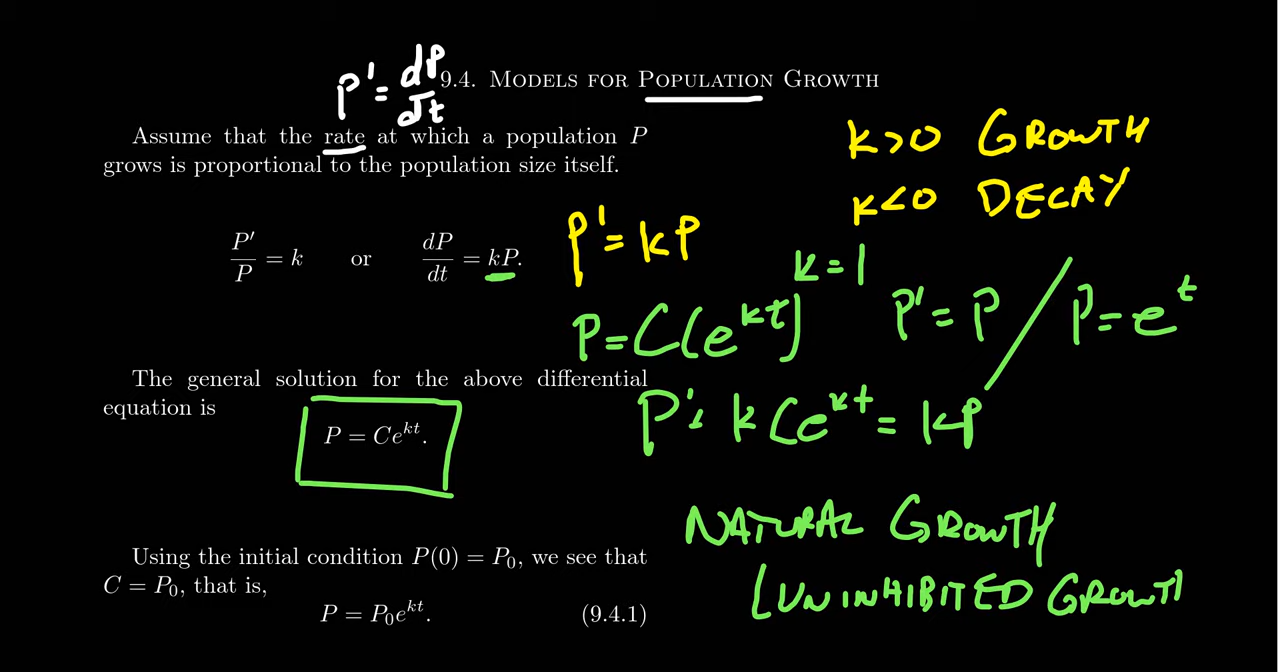 P' = dP/dt
9.4. Models for Population Growth
Assume that the rate at which a population P
grows is proportional to the population size itself.
k>0 GROWTH
k<0 DECAY
P'/P = k or dP/dt = kP.
P' = kP
k=1
P = C(e^{kt})
P' = P / P = e^t
The general solution for the above differential
equation is
P' = kCe^{kt} = kP
P = Ce^{kt}.
NATURAL GROWTH
(UNINHIBITED GROWTH
Using the initial condition P(0) = P₀, we see that
C = P₀, that is,
P = P₀e^{kt}. (9.4.1)